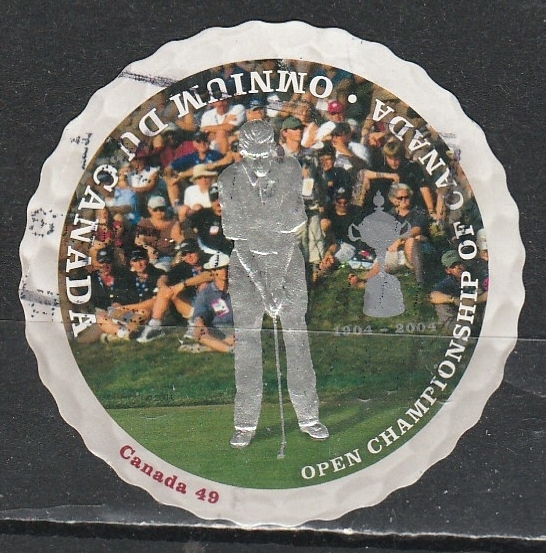 OMNIUM DU CANADA •
OPEN CHAMPIONSHIP OF CANADA
1904 - 2004
Canada 49